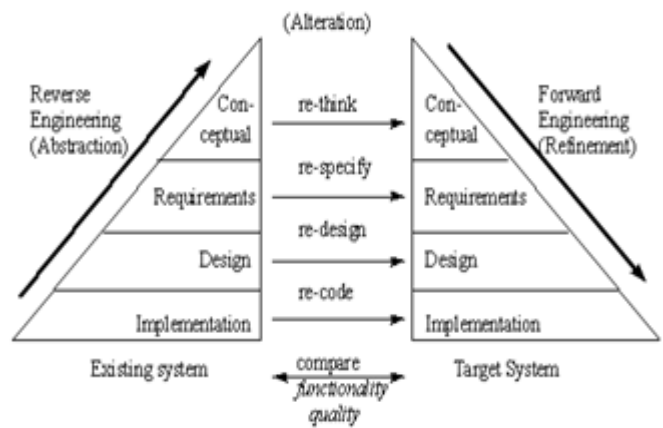 (Alteration)
Reverse
Engineering
(Abstraction)
Con-
ceptual
re-think
Con-
ceptual
Forward
Engineering
(Refinement)
re-specify
Requirements
Requirements
re-design
Design
Design
re-code
Implementation
Implementation
Existing system
compare
functionality
quality
Target System